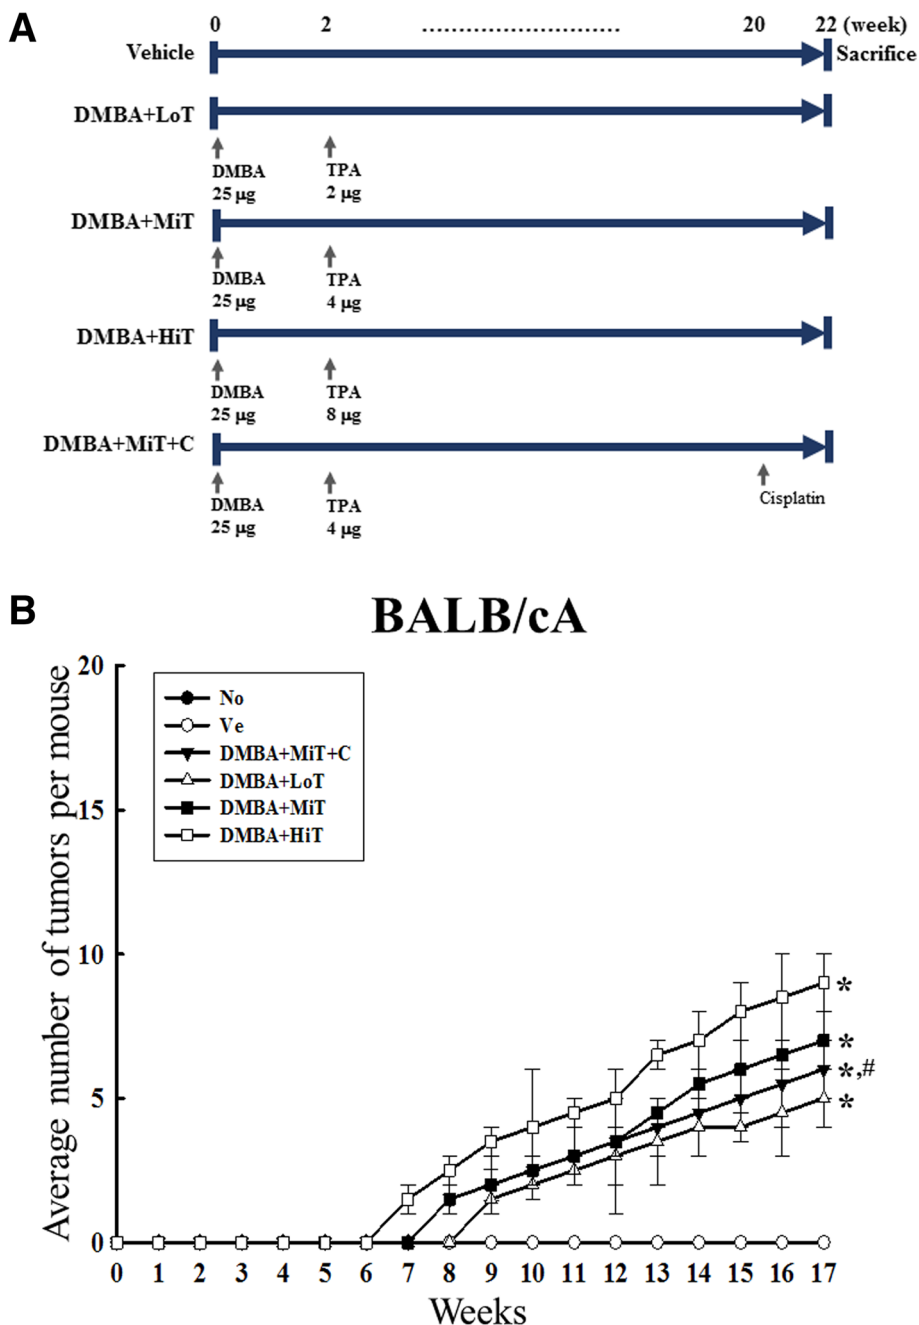 A
0 2 ........................ 20 22 (week)
Vehicle Sacrifice
DMBA+LoT
DMBA TPA
25 μg 2 μg
DMBA+MiT
DMBA TPA
25 μg 4 μg
DMBA+HiT
DMBA TPA
25 μg 8 μg
DMBA+MiT+C
Cisplatin
DMBA TPA
25 μg 4 μg
B
BALB/cA
Average number of tumors per mouse
20
15
10
5
0
No
Ve
DMBA+MiT+C
DMBA+LoT
DMBA+MiT
DMBA+HiT
*
*
*,#
*
0 1 2 3 4 5 6 7 8 9 10 11 12 13 14 15 16 17
Weeks